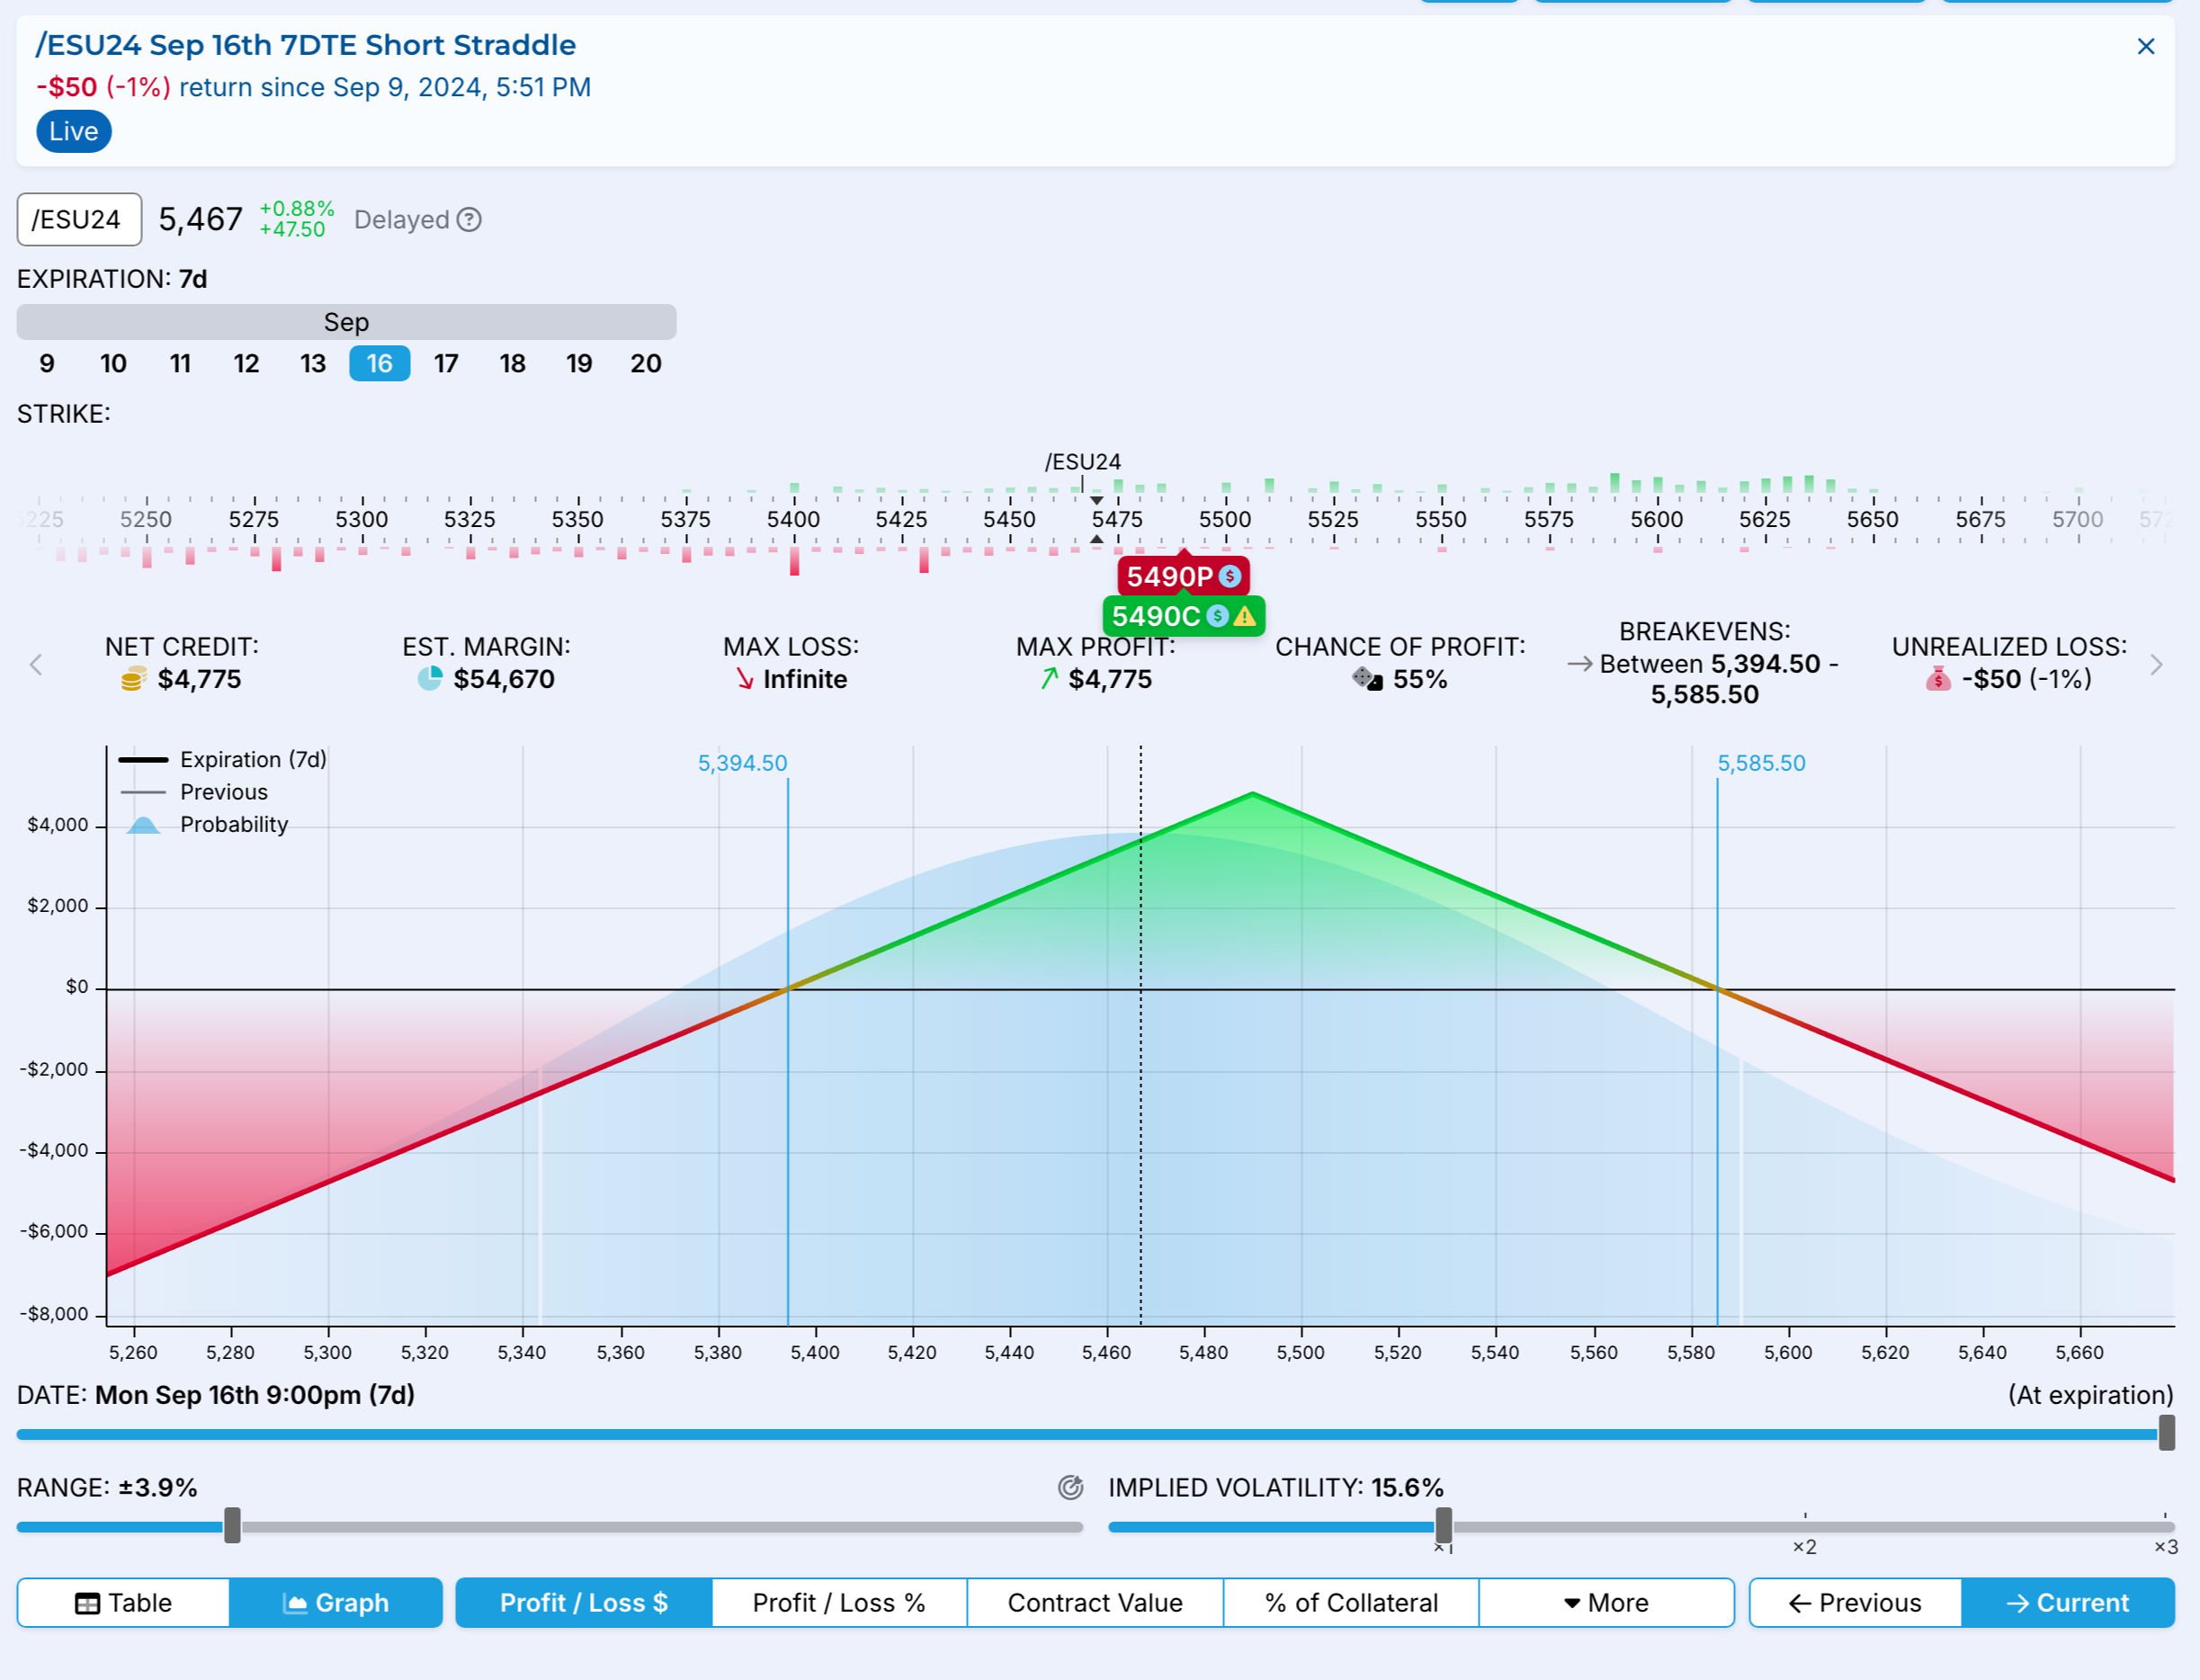 /ESU24 Sep 16th 7DTE Short Straddle
-$50 (-1%) return since Sep 9, 2024, 5:51 PM
Live
/ESU24 5,467 +0.88% +47.50 Delayed
EXPIRATION: 7d
Sep
9 10 11 12 13 16 17 18 19 20
STRIKE:
/ESU24
5225 5250 5275 5300 5325 5350 5375 5400 5425 5450 5475 5500 5525 5550 5575 5600 5625 5650 5675 5700
5490P
5490C
NET CREDIT: $4,775
EST. MARGIN: $54,670
MAX LOSS: Infinite
MAX PROFIT: $4,775
CHANCE OF PROFIT: 55%
BREAKEVENS:
Between 5,394.50 -
5,585.50
UNREALIZED LOSS:
-$50 (-1%)
Expiration (7d)
Previous
Probability
5,394.50
5,585.50
$4,000
$2,000
$0
-$2,000
-$4,000
-$6,000
-$8,000
5,260 5,280 5,300 5,320 5,340 5,360 5,380 5,400 5,420 5,440 5,460 5,480 5,500 5,520 5,540 5,560 5,580 5,600 5,620 5,640 5,660
DATE: Mon Sep 16th 9:00pm (7d)
(At expiration)
RANGE: ±3.9%
IMPLIED VOLATILITY: 15.6%
×1 ×2 ×3
Table Graph
Profit / Loss $ Profit / Loss % Contract Value % of Collateral More
Previous Current